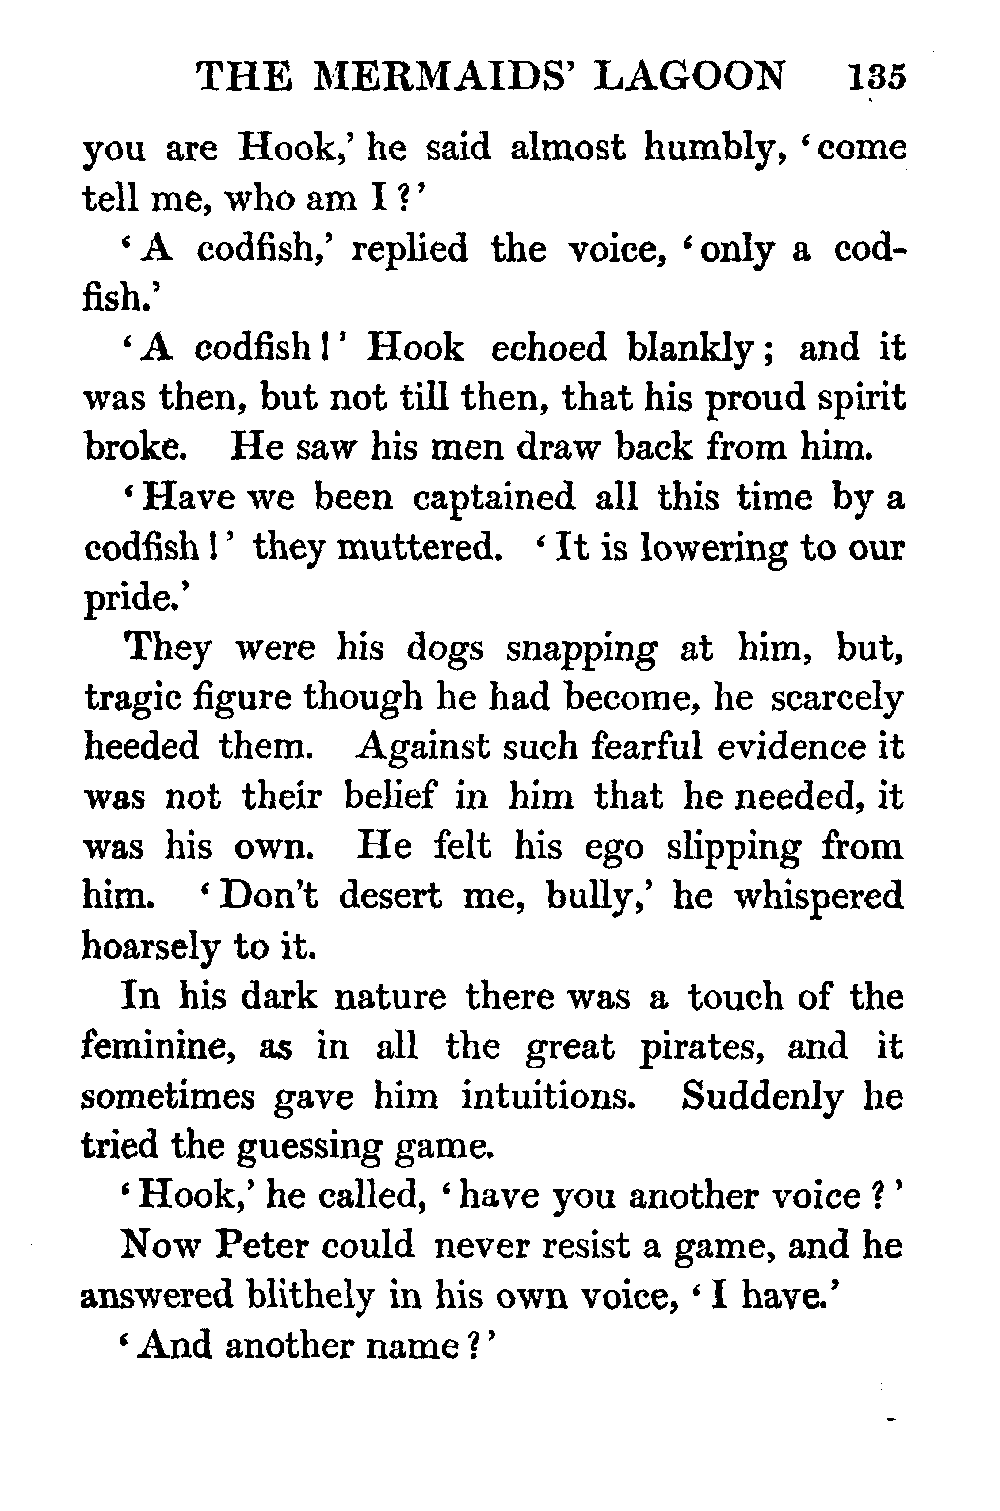 THE MERMAIDS' LAGOON 135
you are Hook,' he said almost humbly, 'come
tell me, who am I?'
'A codfish,' replied the voice, 'only a cod-
fish.'
'A codfish!' Hook echoed blankly; and it
was then, but not till then, that his proud spirit
broke. He saw his men draw back from him.
'Have we been captained all this time by a
codfish!' they muttered. 'It is lowering to our
pride.'
They were his dogs snapping at him, but,
tragic figure though he had become, he scarcely
heeded them. Against such fearful evidence it
was not their belief in him that he needed, it
was his own. He felt his ego slipping from
him. 'Don't desert me, bully,' he whispered
hoarsely to it.
In his dark nature there was a touch of the
feminine, as in all the great pirates, and it
sometimes gave him intuitions. Suddenly he
tried the guessing game.
'Hook,' he called, 'have you another voice?'
Now Peter could never resist a game, and he
answered blithely in his own voice, 'I have.'
'And another name?'